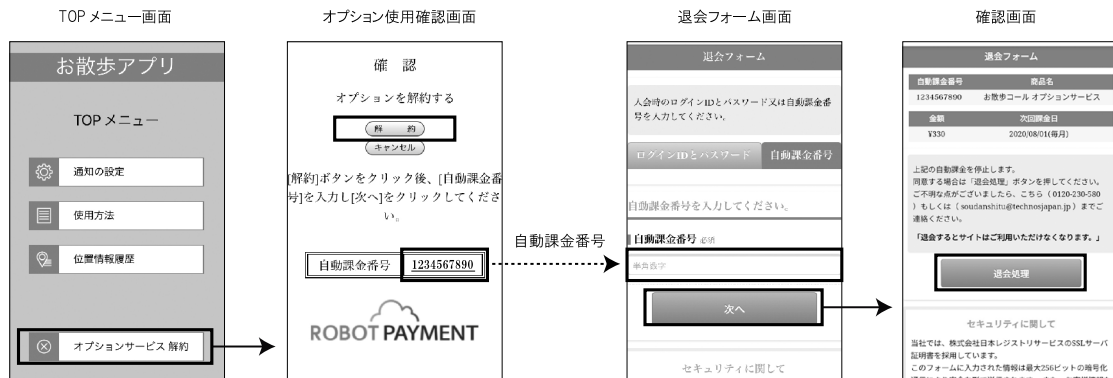 TOP メニュー画面
お散歩アプリ
TOP メニュー
通知の設定
使用方法
位置情報履歴
オプションサービス 解約
オプション使用確認画面
確 認
オプションを解約する
解 約
キャンセル
[解約]ボタンをクリック後、[自動課金番
号]を入力し[次へ]をクリックしてくださ
い。
自動課金番号 1234567890
ROBOT PAYMENT
自動課金番号
退会フォーム画面
退会フォーム
入会時のログインIDとパスワード又は自動課金番
号を入力してください。
ログインIDとパスワード 自動課金番号
自動課金番号を入力してください。
自動課金番号 必須
半角数字
次へ
セキュリティに関して
確認画面
退会フォーム
自動課金番号 商品名
1234567890 お散歩コール オプションサービス
金額 次回課金日
¥330 2020/08/01(毎月)
上記の自動課金を停止します。
同意する場合は「退会処理」ボタンを押してください。
ご不明な点がございましたら、こちら（ 0120-230-580
）もしくは（ soudanshitu@technosjapan.jp ）までご
連絡ください。
「退会するとサイトはご利用いただけなくなります。」
退会処理
セキュリティに関して
当社では、株式会社日本レジストリサービスのSSLサーバ
証明書を採用しています。
このフォームに入力された情報は最大256ビットの暗号化